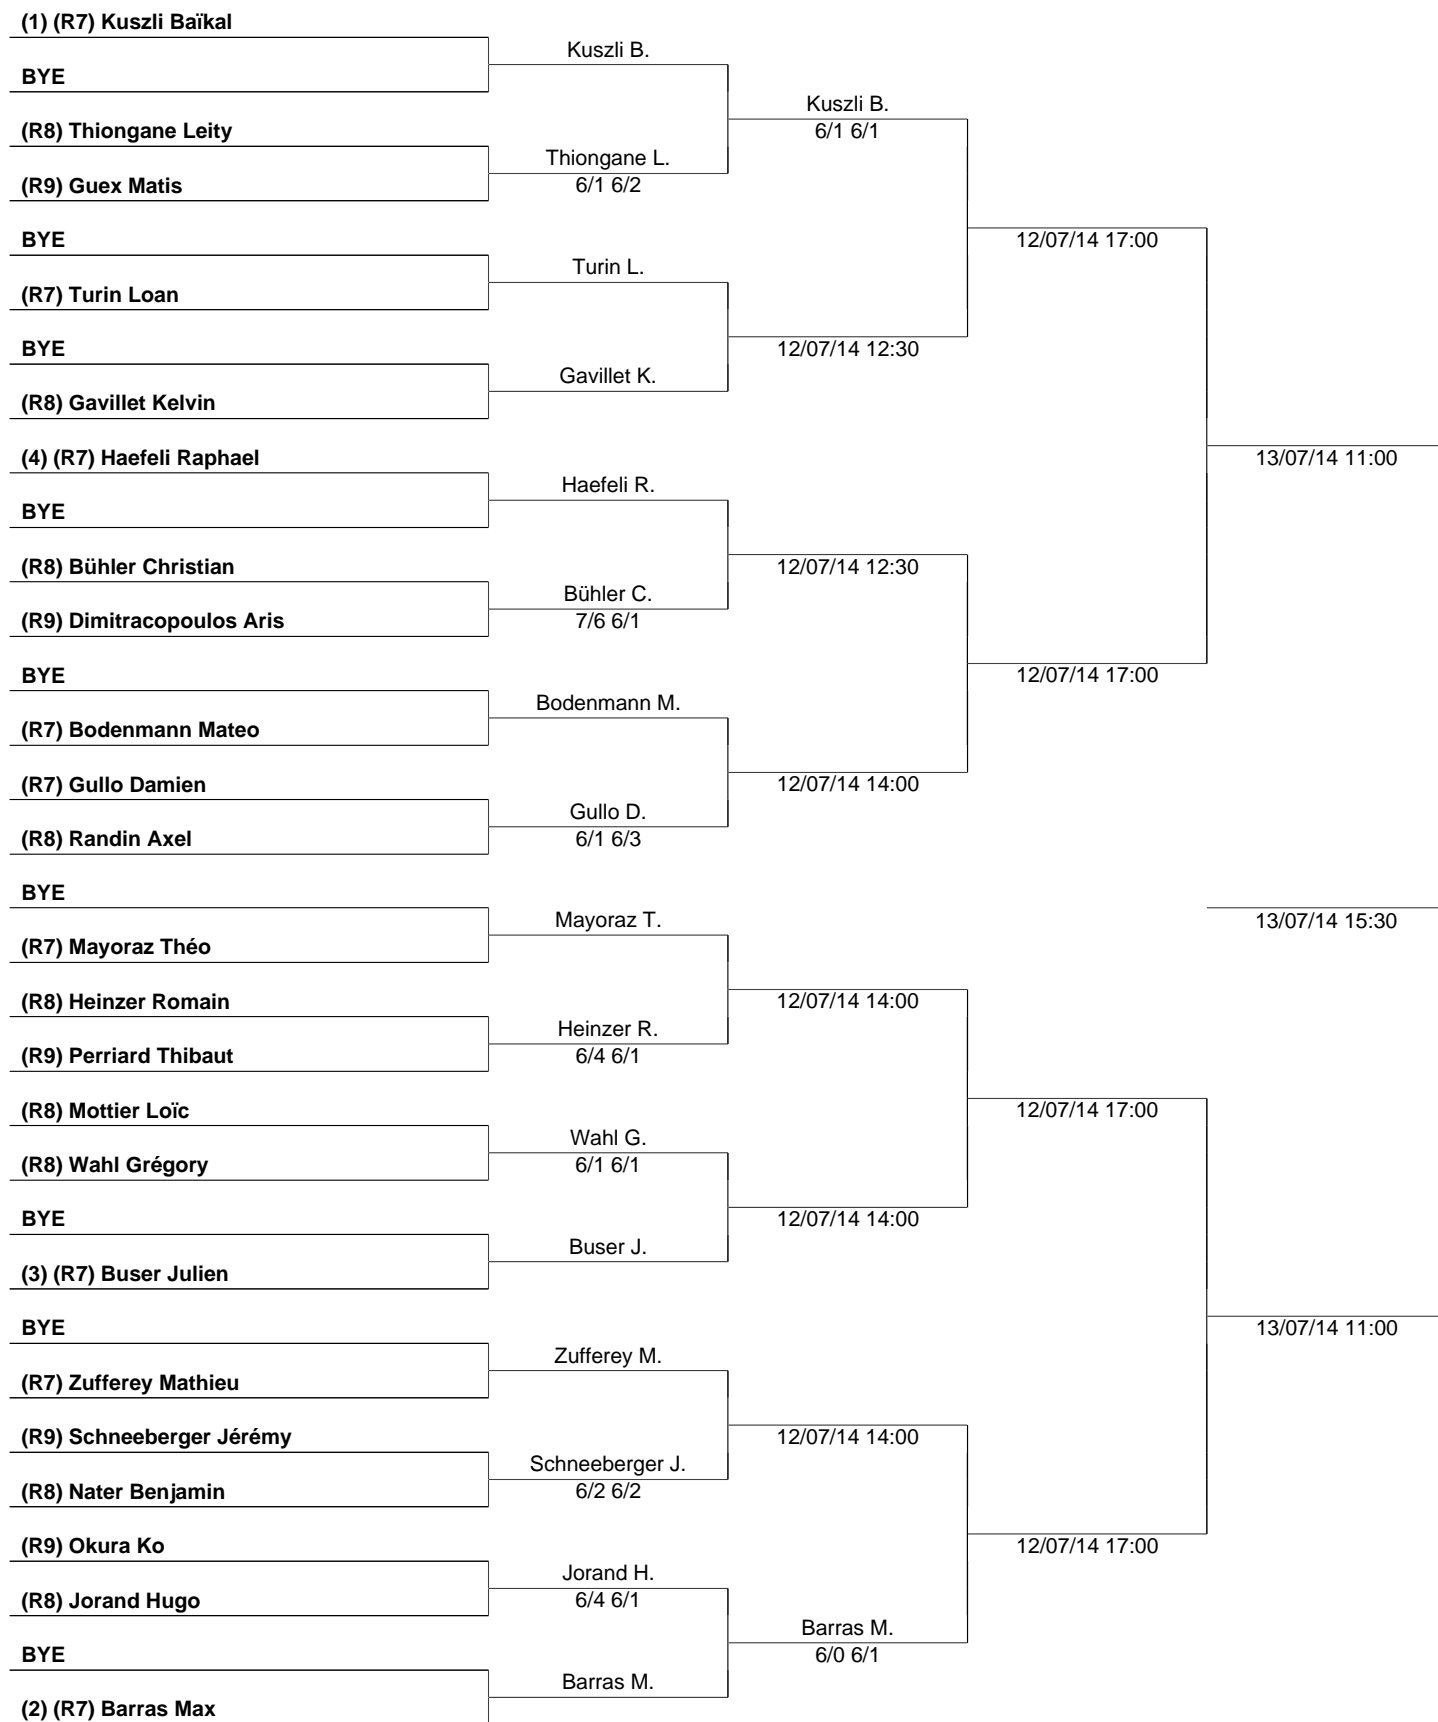 (1) (R7) Kuszli Baïkal
Kuszli B.
BYE
Kuszli B.
6/1 6/1
(R8) Thiongane Leity
Thiongane L.
6/1 6/2
(R9) Guex Matis
BYE
12/07/14 17:00
Turin L.
(R7) Turin Loan
BYE
12/07/14 12:30
Gavillet K.
(R8) Gavillet Kelvin
(4) (R7) Haefeli Raphael
13/07/14 11:00
Haefeli R.
BYE
(R8) Bühler Christian
12/07/14 12:30
Bühler C.
7/6 6/1
(R9) Dimitracopoulos Aris
BYE
12/07/14 17:00
Bodenmann M.
(R7) Bodenmann Mateo
(R7) Gullo Damien
12/07/14 14:00
Gullo D.
6/1 6/3
(R8) Randin Axel
BYE
Mayoraz T.
13/07/14 15:30
(R7) Mayoraz Théo
(R8) Heinzer Romain
12/07/14 14:00
Heinzer R.
6/4 6/1
(R9) Perriard Thibaut
(R8) Mottier Loïc
12/07/14 17:00
Wahl G.
6/1 6/1
(R8) Wahl Grégory
BYE
12/07/14 14:00
Buser J.
(3) (R7) Buser Julien
BYE
13/07/14 11:00
Zufferey M.
(R7) Zufferey Mathieu
(R9) Schneeberger Jérémy
12/07/14 14:00
Schneeberger J.
6/2 6/2
(R8) Nater Benjamin
(R9) Okura Ko
12/07/14 17:00
Jorand H.
6/4 6/1
(R8) Jorand Hugo
Barras M.
6/0 6/1
BYE
Barras M.
(2) (R7) Barras Max